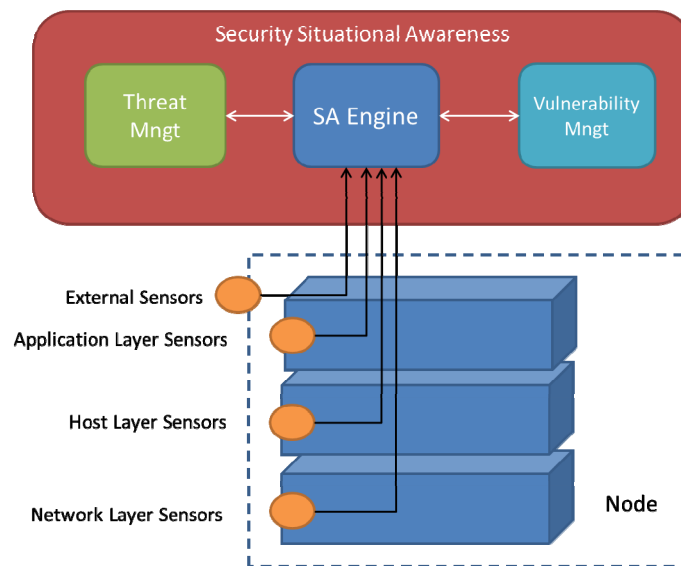 Security Situational Awareness
Threat
Mngt
SA Engine
Vulnerability
Mngt
External Sensors
Application Layer Sensors
Host Layer Sensors
Network Layer Sensors
Node